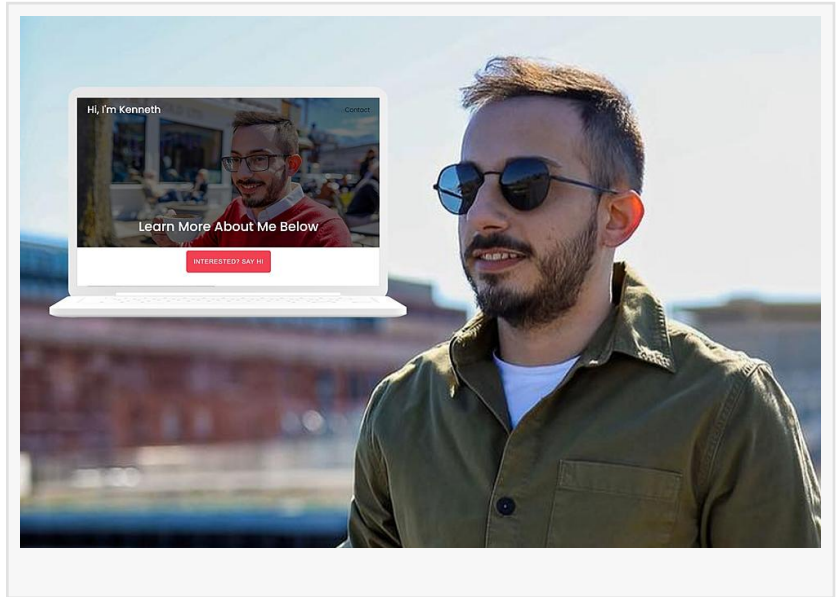 Hi, I'm Kenneth
Contact
Learn More About Me Below
INTERESTED? SAY HI